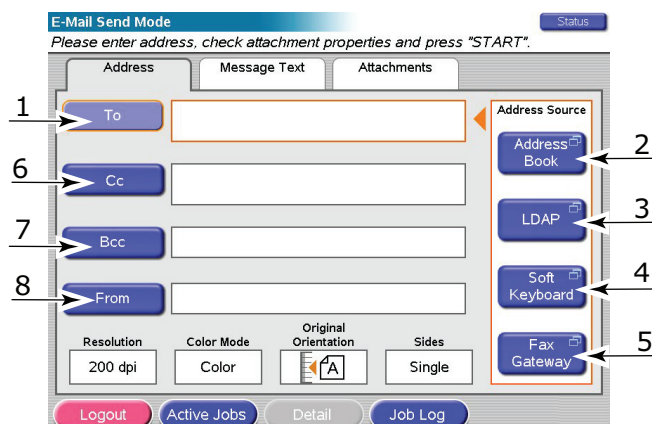 E-Mail Send Mode
Status
Please enter address, check attachment properties and press "START".
Address
Message Text
Attachments
1
To
Address Source
Address
Book
2
6
Cc
LDAP
3
7
Bcc
Soft
Keyboard
4
8
From
Fax
Gateway
5
Resolution
Color Mode
Original
Orientation
Sides
200 dpi
Color
A
Single
Logout
Active Jobs
Detail
Job Log